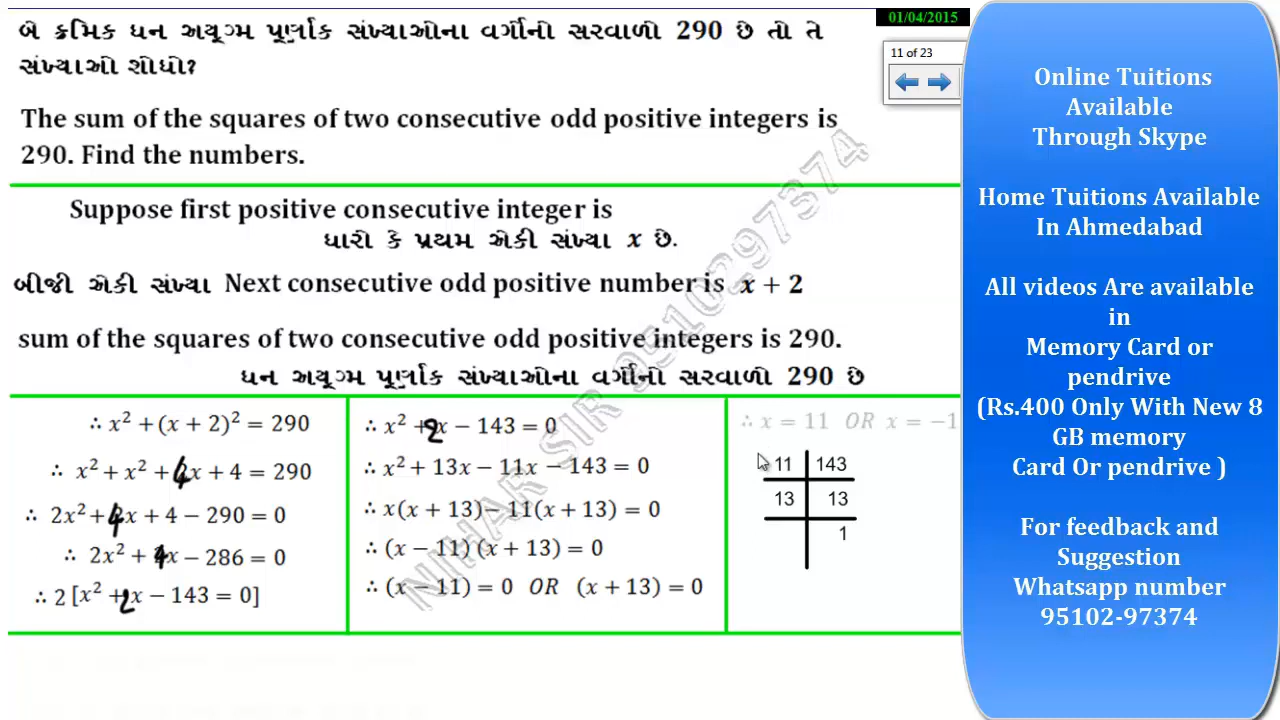 બે ક્રમિક ધન અયૂગ્મ પૂર્ણાક સંખ્યાઓના વર્ગોનો સરવાળો 290 છે તો તે
સંખ્યાઓ શોધો?
The sum of the squares of two consecutive odd positive integers is
290. Find the numbers.
Suppose first positive consecutive integer is
ધારો કે પ્રથમ એકી સંખ્યા x છે.
બીજી એકી સંખ્યા Next consecutive odd positive number is x + 2
sum of the squares of two consecutive odd positive integers is 290.
ધન અયૂગ્મ પૂર્ણાક સંખ્યાઓના વર્ગોનો સરવાળો 290 છે
∴ x² + (x + 2)² = 290
∴ x² + x² + 4x + 4 = 290
∴ 2x² + 4x + 4 − 290 = 0
∴ 2x² + 4x − 286 = 0
∴ 2 [x² + 2x − 143 = 0]
∴ x² + 2x − 143 = 0
∴ x² + 13x − 11x − 143 = 0
∴ x(x + 13) − 11(x + 13) = 0
∴ (x − 11) (x + 13) = 0
∴ (x − 11) = 0 OR (x + 13) = 0
∴ x = 11 OR x = −1
11 143
13 13
1
NIHAR SIR 9510297374
01/04/2015
11 of 23
Online Tuitions
Available
Through Skype
Home Tuitions Available
In Ahmedabad
All videos Are available
in
Memory Card or
pendrive
(Rs.400 Only With New 8
GB memory
Card Or pendrive )
For feedback and
Suggestion
Whatsapp number
95102-97374